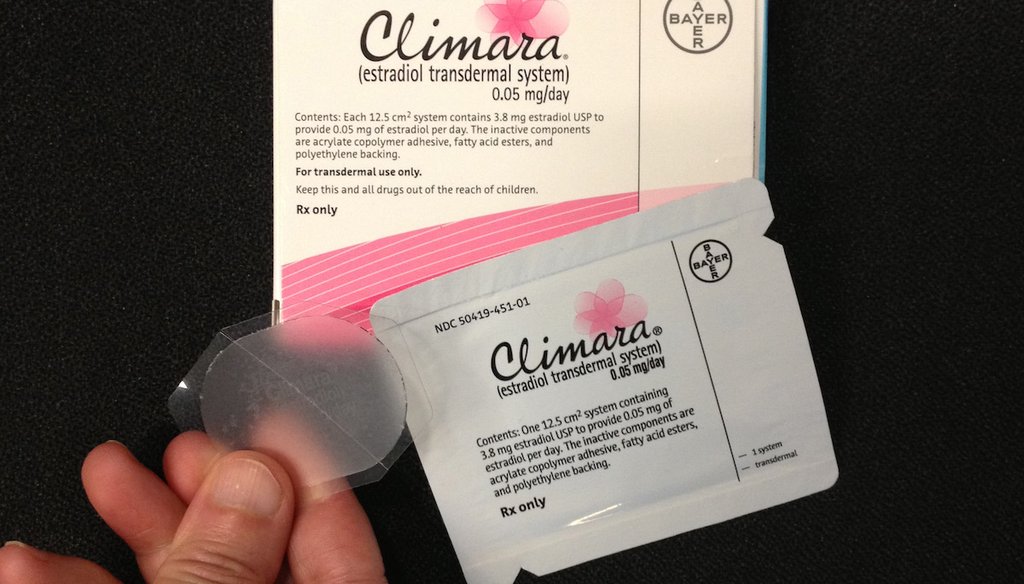 Climara®
(estradiol transdermal system)
0.05 mg/day
BAYER
BAYER
Contents: Each 12.5 cm² system contains 3.8 mg estradiol USP to
provide 0.05 mg of estradiol per day. The inactive components
are acrylate copolymer adhesive, fatty acid esters, and
polyethylene backing.
For transdermal use only.
Keep this and all drugs out of the reach of children.
Rx only
NDC 50419-451-01
Climara®
(estradiol transdermal system)
0.05 mg/day
BAYER
BAYER
Contents: One 12.5 cm² system containing
3.8 mg estradiol USP to provide 0.05 mg of
estradiol per day. The inactive components are
acrylate copolymer adhesive, fatty acid esters,
and polyethylene backing.
Rx only
— 1 system
— transdermal